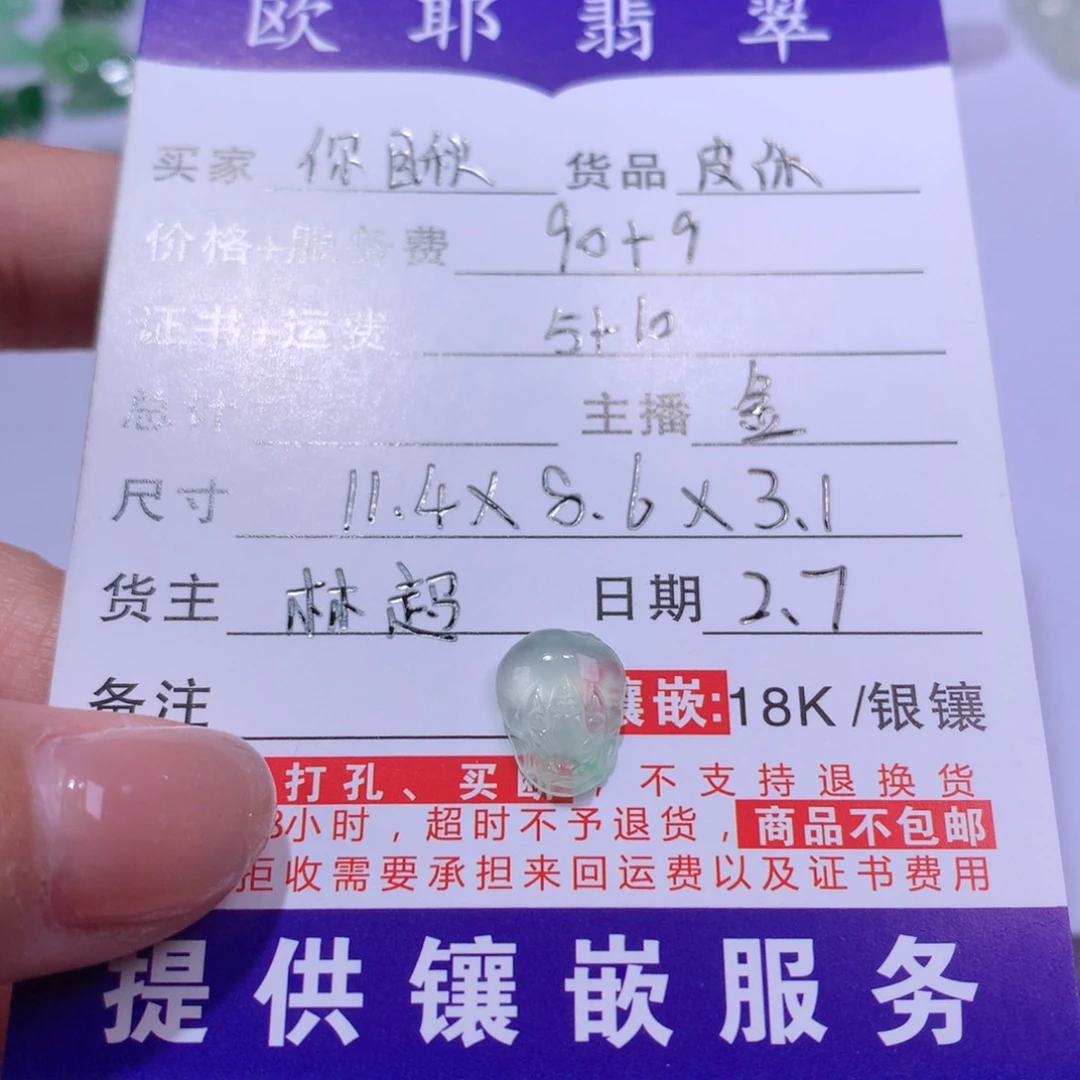 欧耶翡翠
买家 你 货品 皮休
价格+服务费 90+9
证书+运费 5+10
总计 主播 金
尺寸 11.4X8.6X3.1
货主 林超 日期 2、7
备注 镶嵌:18K/银镶
打孔、买断,不支持退换货
8小时,超时不予退货,商品不包邮
拒收需要承担来回运费以及证书费用
提供镶嵌服务